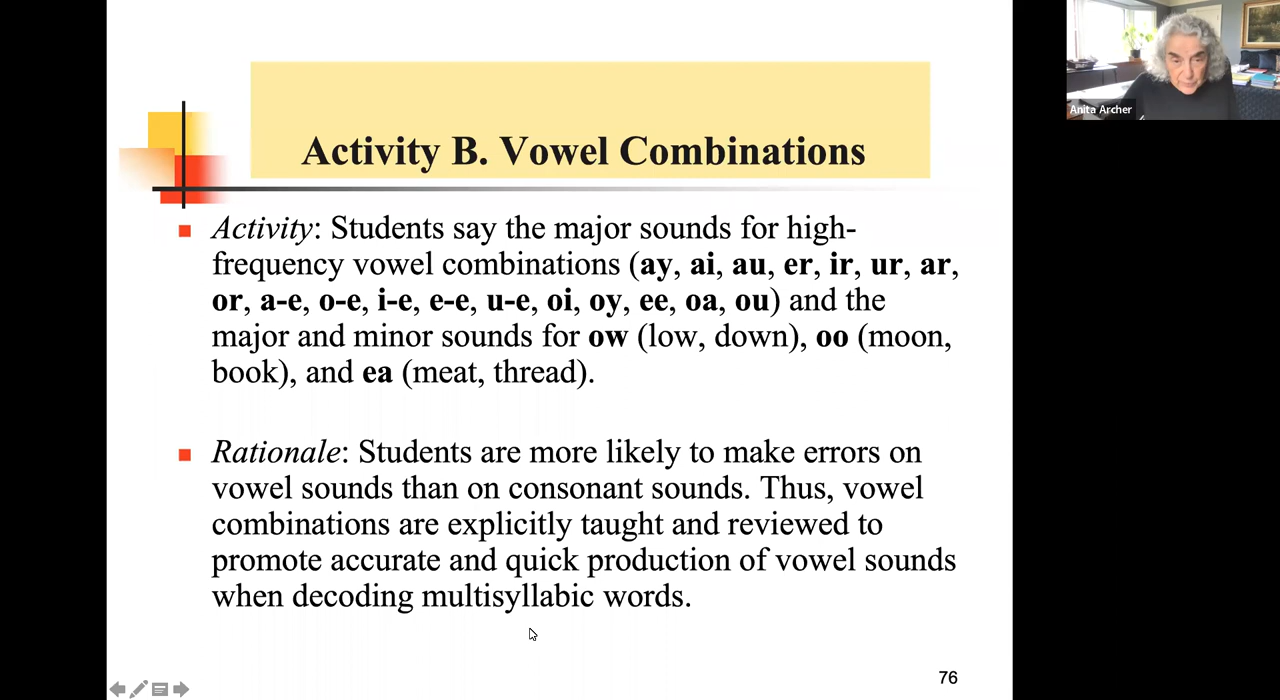 Activity B. Vowel Combinations
Activity: Students say the major sounds for high-
frequency vowel combinations (ay, ai, au, er, ir, ur, ar,
or, a-e, o-e, i-e, e-e, u-e, oi, oy, ee, oa, ou) and the
major and minor sounds for ow (low, down), oo (moon,
book), and ea (meat, thread).
Rationale: Students are more likely to make errors on
vowel sounds than on consonant sounds. Thus, vowel
combinations are explicitly taught and reviewed to
promote accurate and quick production of vowel sounds
when decoding multisyllabic words.
76
Anita Archer